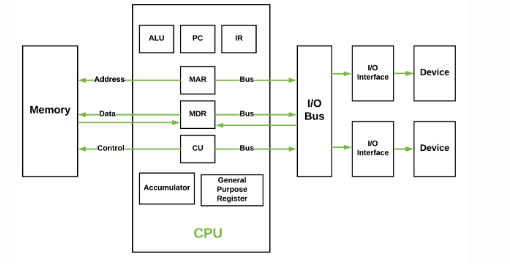 ALU
PC
IR
Address
MAR
Bus
Memory
Data
MDR
Bus
Control
CU
Bus
I/O
Bus
I/O
Interface
Device
I/O
Interface
Device
Accumulator
General
Purpose
Register
CPU